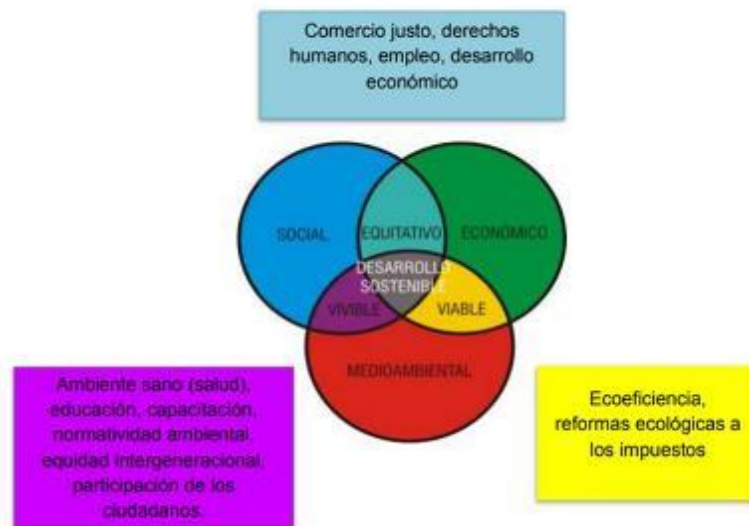 Comercio justo, derechos
humanos, empleo, desarrollo
económico
SOCIAL
EQUITATIVO
ECONÓMICO
DESARROLLO
SOSTENIBLE
VIVIBLE
VIABLE
MEDIOAMBIENTAL
Ambiente sano (salud),
educación, capacitación,
normatividad ambiental,
equidad intergeneracional,
participación de los
ciudadanos.
Ecoeficiencia,
reformas ecológicas a
los impuestos